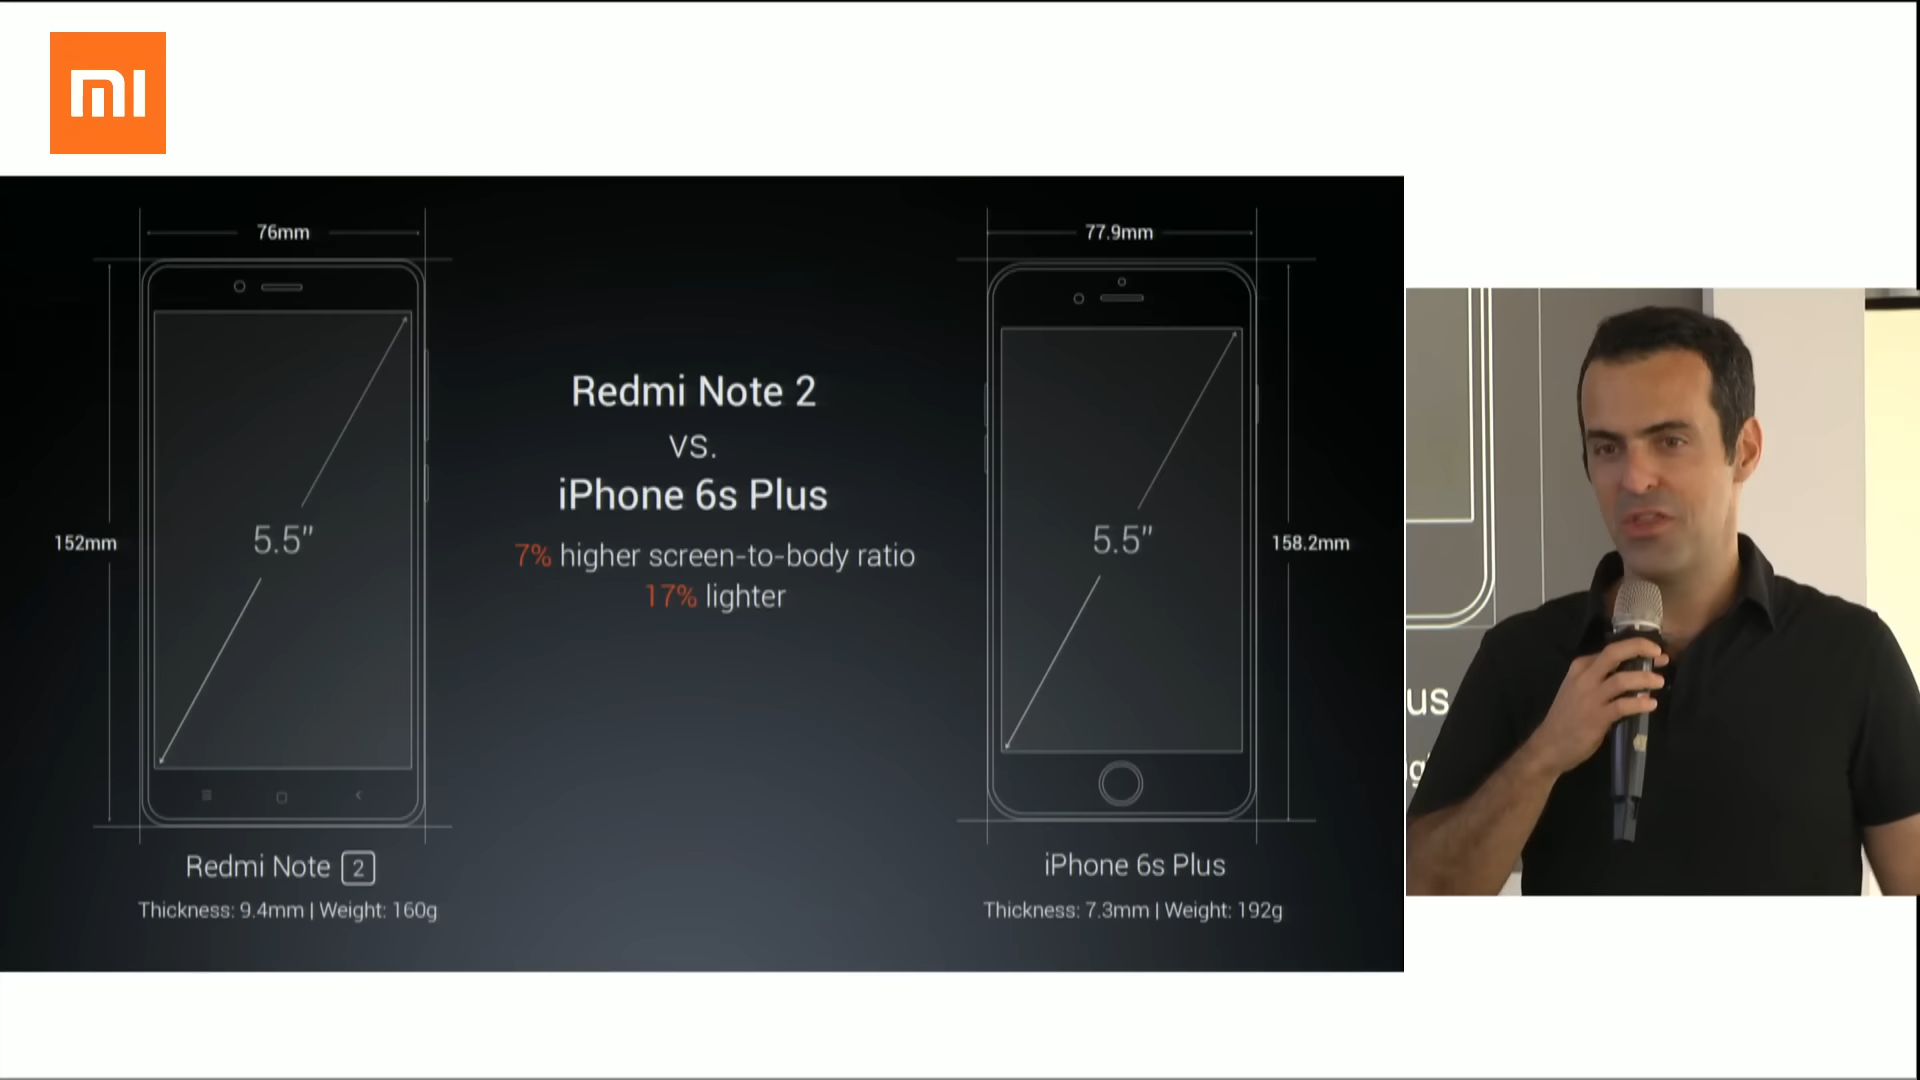 mi
76mm
77.9mm
Redmi Note 2
vs.
iPhone 6s Plus
152mm
5.5"
5.5"
158.2mm
7% higher screen-to-body ratio
17% lighter
us
g
Redmi Note 2
iPhone 6s Plus
Thickness: 9.4mm | Weight: 160g
Thickness: 7.3mm | Weight: 192g